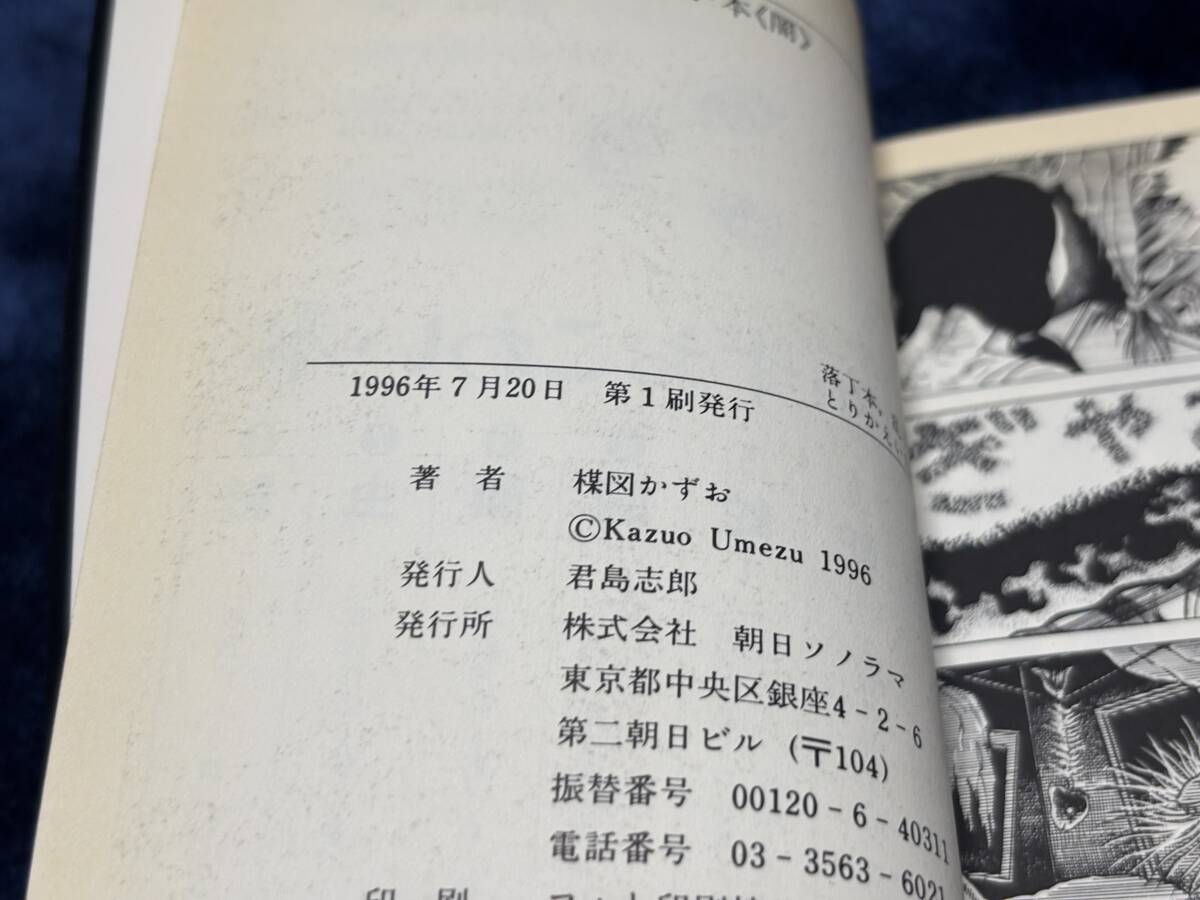 本〈闇〉
1996年7月20日　第1刷発行
落丁本、
とりかえ
著　者　楳図かずお
©Kazuo Umezu 1996
発行人　君島志郎
発行所　株式会社　朝日ソノラマ
東京都中央区銀座4-2-6
第二朝日ビル（〒104）
振替番号　00120-6-40311
電話番号　03-3563-6021
印　刷